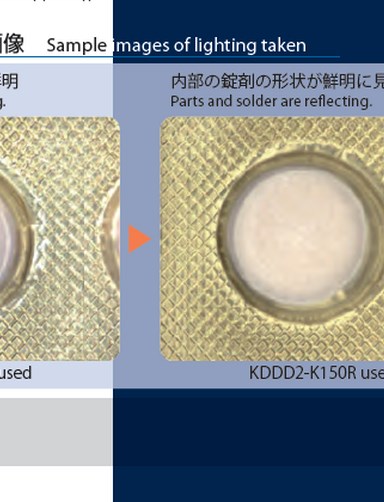 画像 Sample images of lighting taken
鮮明
g.
内部の錠剤の形状が鮮明に見
Parts and solder are reflecting.
used
KDDD2-K150R use